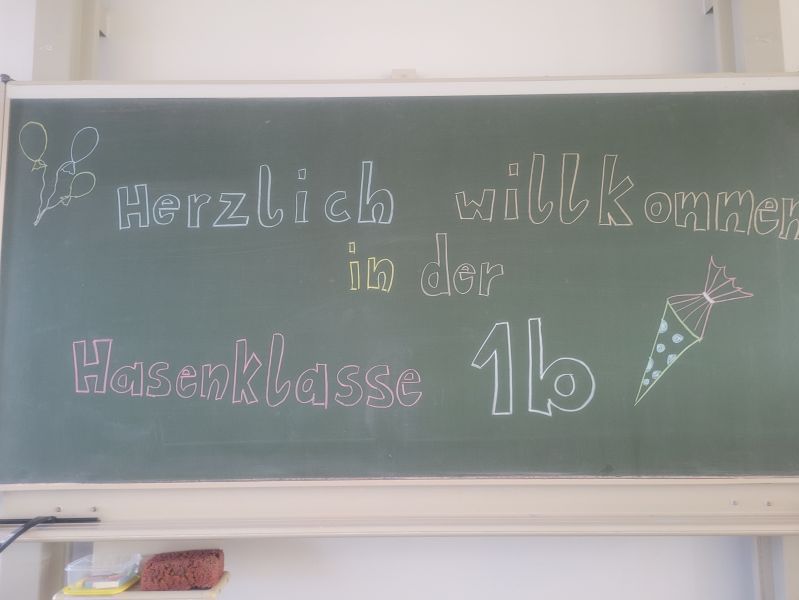 Herzlich willkommen
in der
Hasenklasse 1b